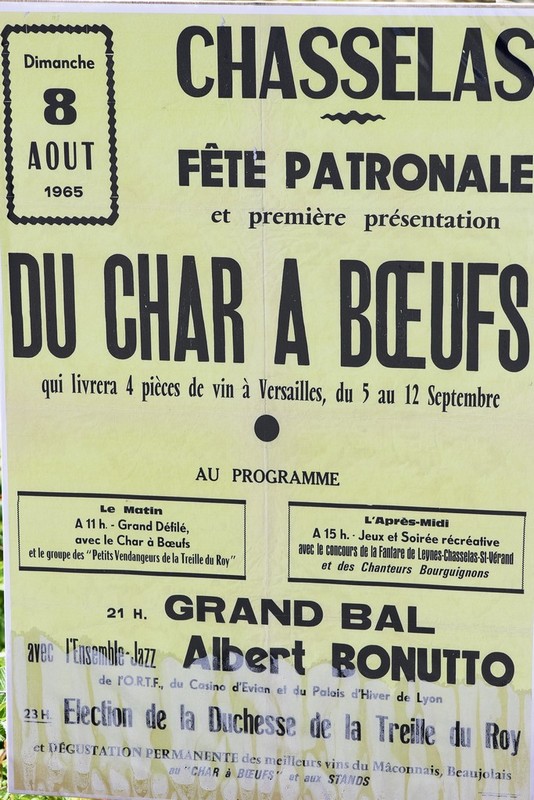 Dimanche
8
AOUT
1965
CHASSELAS
FÊTE PATRONALE
et première présentation
DU CHAR A BŒUFS
qui livrera 4 pièces de vin à Versailles, du 5 au 12 Septembre
AU PROGRAMME
Le Matin
A 11 h. - Grand Défilé,
avec le Char à Bœufs
et le groupe des "Petits Vendangeurs de la Treille du Roy"
L'Après-Midi
A 15 h. - Jeux et Soirée récréative
avec le concours de la Fanfare de Leynes-Chasselas-St-Vérand
et des Chanteurs Bourguignons
21 H. GRAND BAL
avec l'Ensemble-Jazz Albert BONUTTO
de l'O.R.T.F., du Casino d'Evian et du Palais d'Hiver de Lyon
23 H. Election de la Duchesse de la Treille du Roy
et DÉGUSTATION PERMANENTE des meilleurs vins du Mâconnais, Beaujolais
au "CHAR à BŒUFS" et aux STANDS